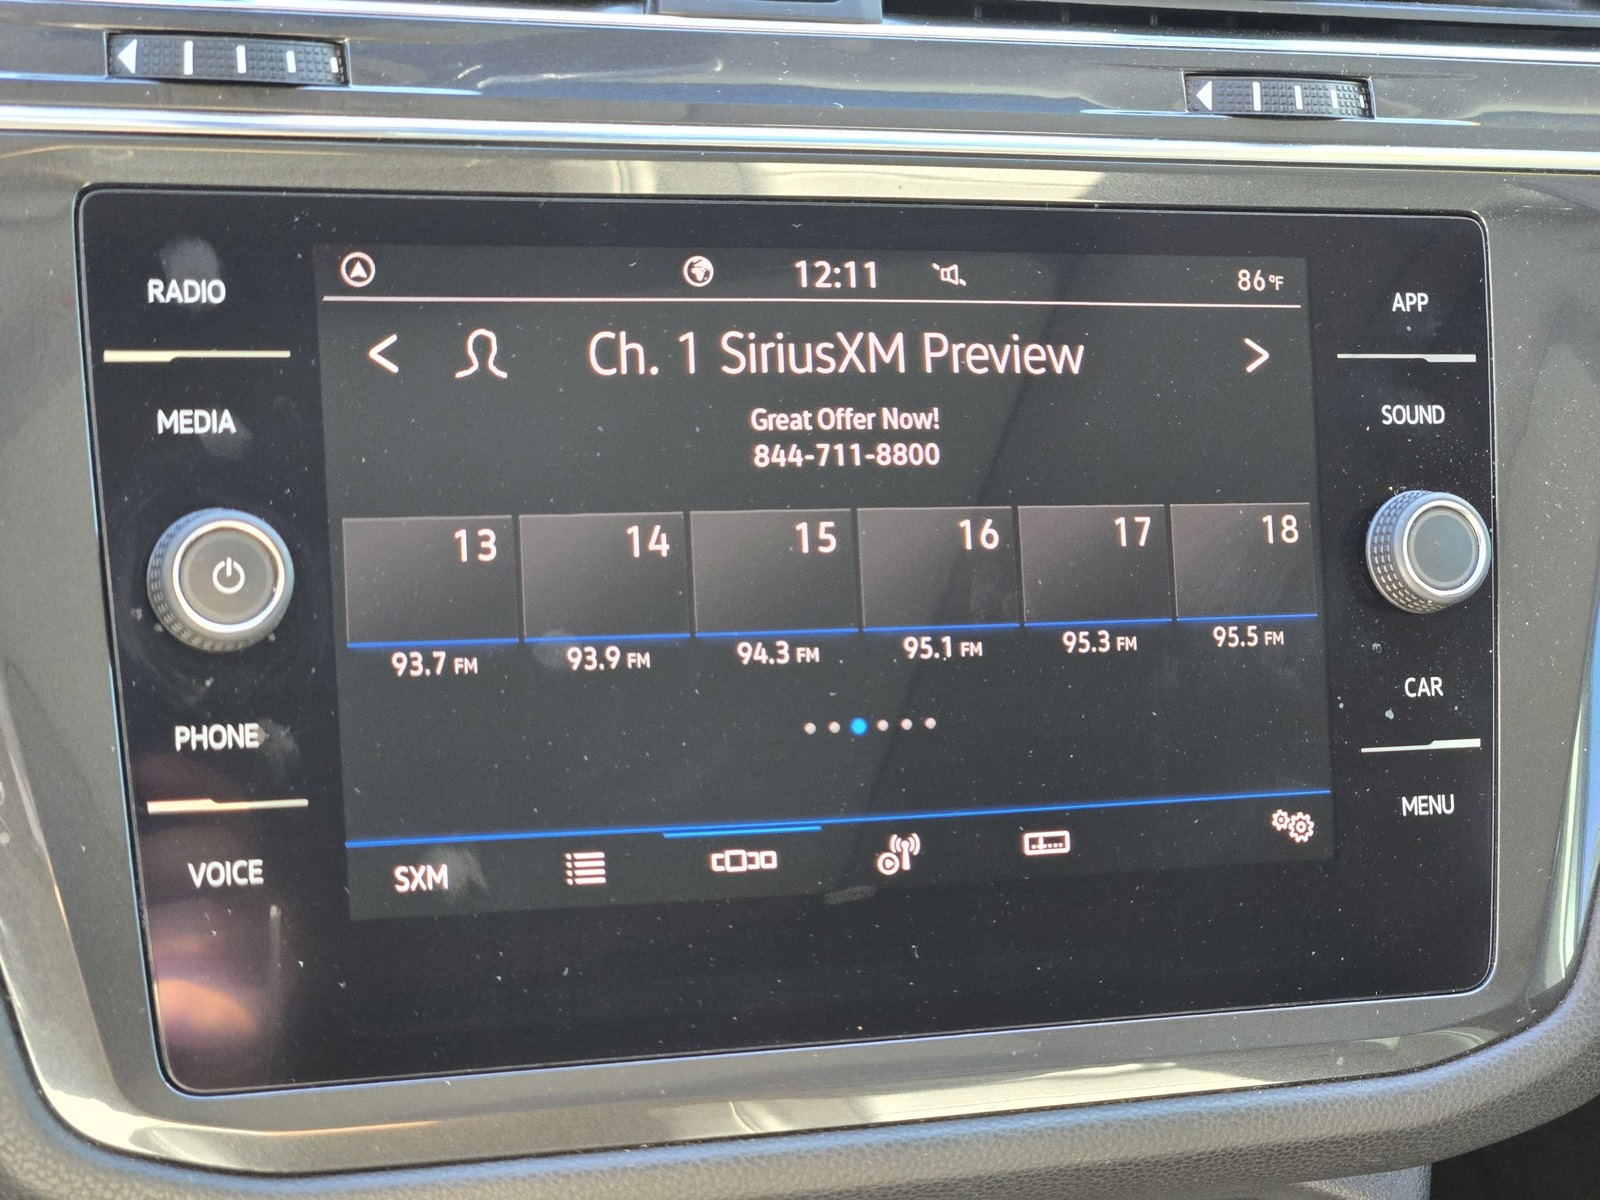 RADIO
MEDIA
PHONE
VOICE
12:11
86°F
Ch. 1 SiriusXM Preview
Great Offer Now!
844-711-8800
13 14 15 16 17 18
93.7 FM 93.9 FM 94.3 FM 95.1 FM 95.3 FM 95.5 FM
SXM
APP
SOUND
CAR
MENU